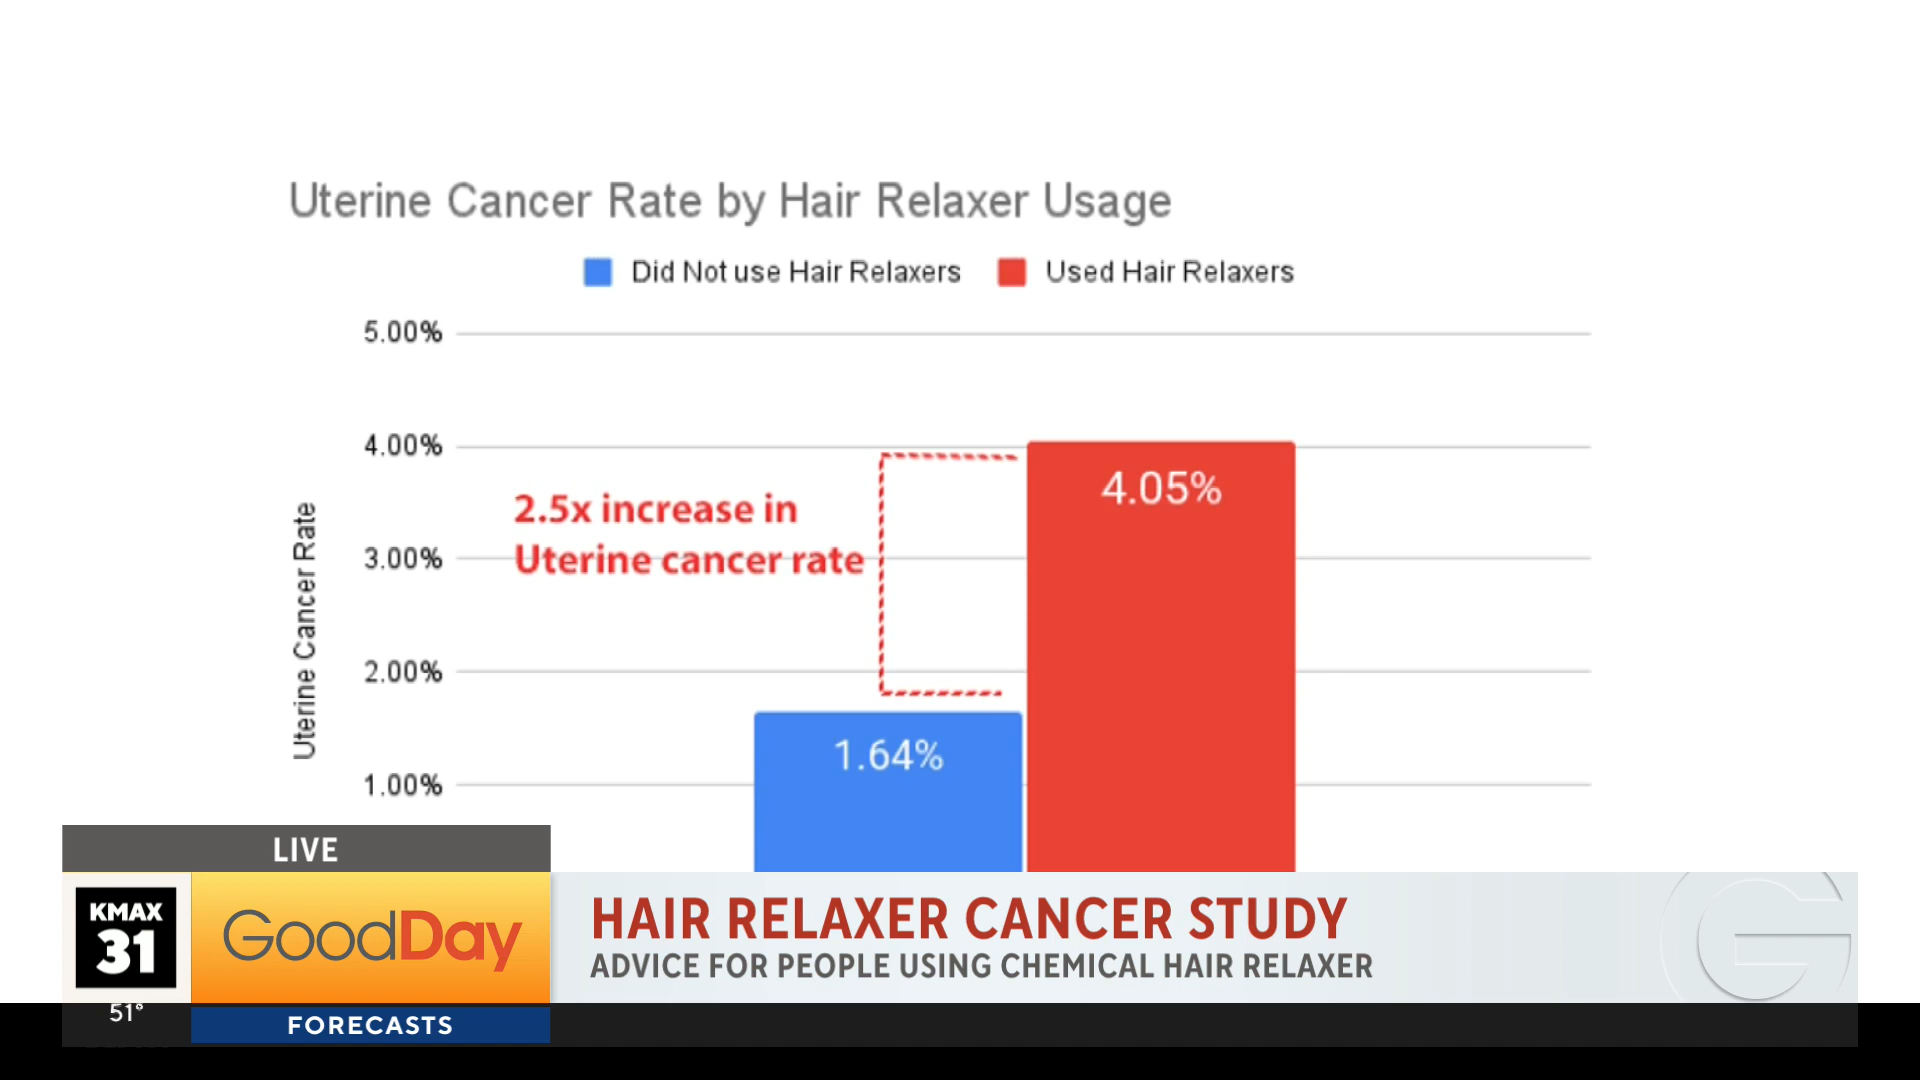 Uterine Cancer Rate by Hair Relaxer Usage
Did Not use Hair Relaxers
Used Hair Relaxers
5.00%
4.00%
3.00%
2.00%
1.00%
Uterine Cancer Rate
2.5x increase in
Uterine cancer rate
4.05%
1.64%
LIVE
KMAX
31
GoodDay
HAIR RELAXER CANCER STUDY
ADVICE FOR PEOPLE USING CHEMICAL HAIR RELAXER
51°
FORECASTS